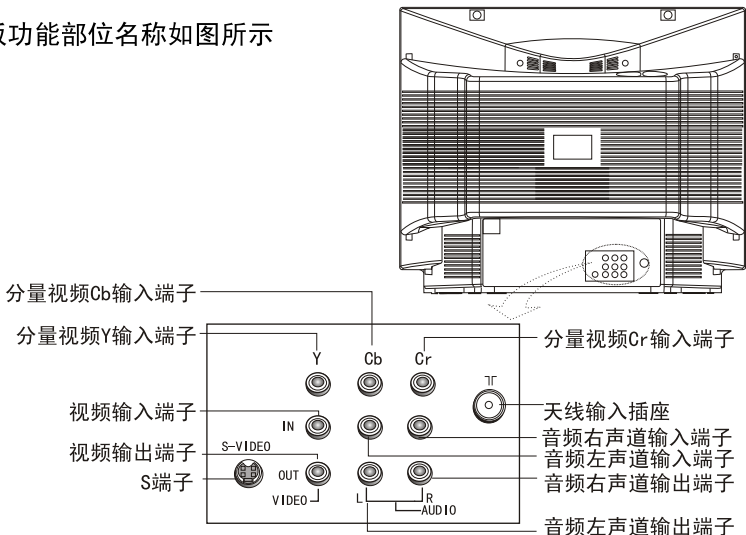 功能部位名称如图所示
分量视频Cb输入端子
分量视频Y输入端子
分量视频Cr输入端子
Y Cb Cr
视频输入端子
IN
天线输入插座
音频右声道输入端子
音频左声道输入端子
视频输出端子
S-VIDEO
S端子
OUT
音频右声道输出端子
VIDEO
L R
AUDIO
音频左声道输出端子